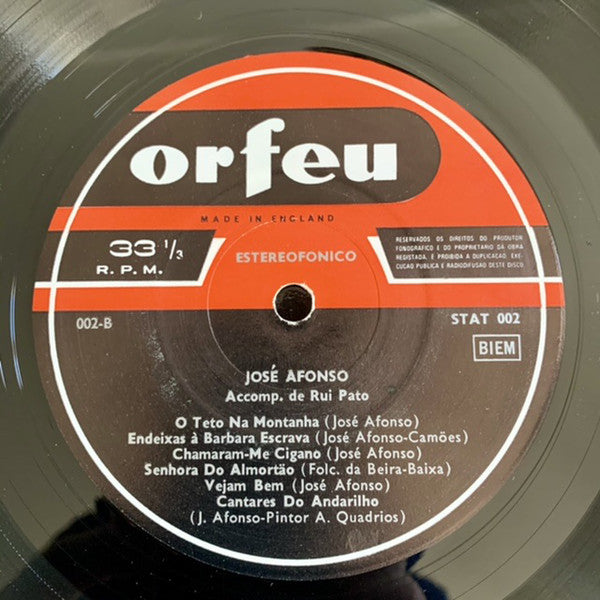 orfeu
MADE IN ENGLAND
33 1/3
R. P. M.
ESTEREOFONICO
RESERVADOS OS DIREITOS DO PRODUTOR
FONOGRAFICO E DO PROPRIETARIO DA OBRA
REGISTADA. E PROIBIDA A DUPLICAÇÃO, EXE-
CUÇÃO PUBLICA E RADIODIFUSÃO DESTE DISCO
002-B
STAT 002
BIEM
JOSÉ AFONSO
Accomp. de Rui Pato
O Teto Na Montanha (José Afonso)
Endeixas à Barbara Escrava (José Afonso-Camões)
Chamaram-Me Cigano (José Afonso)
Senhora Do Almortão (Folc. da Beira-Baixa)
Vejam Bem (José Afonso)
Cantares Do Andarilho
(J. Afonso-Pintor A. Quadrios)